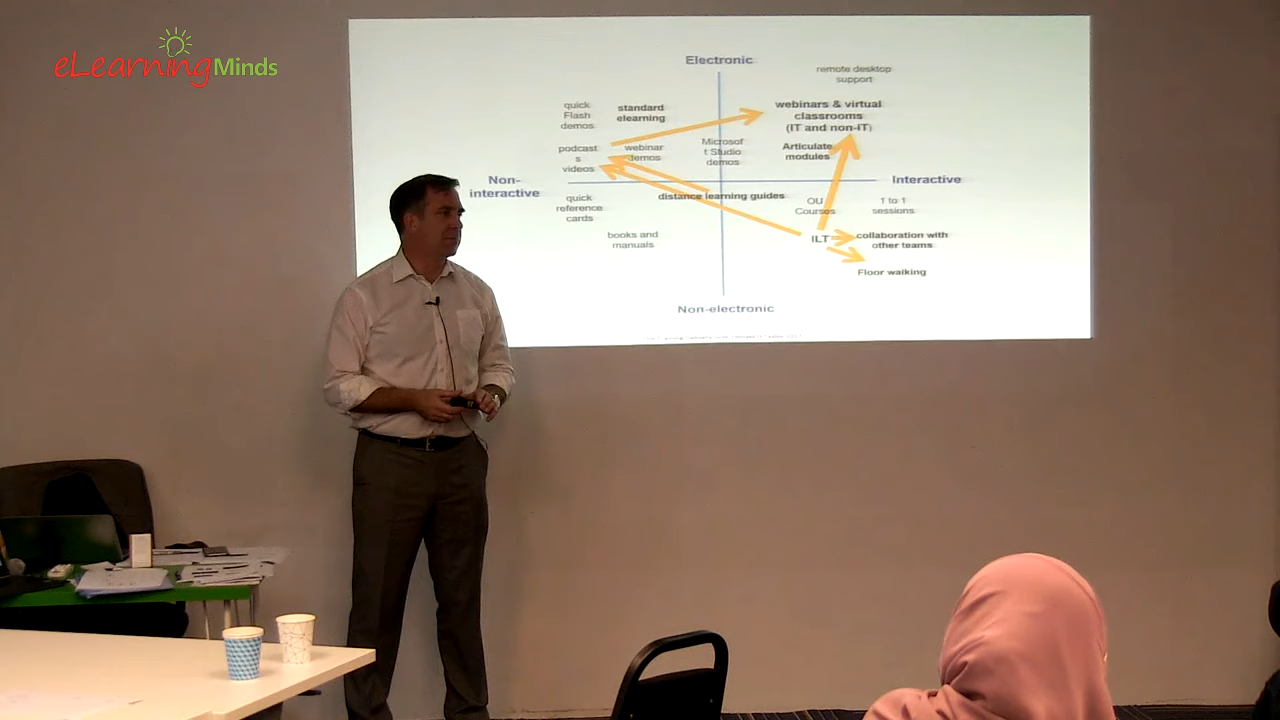 eLearningMinds
Electronic
remote desktop
support
quick
Flash
demos
standard
elearning
webinars & virtual
classrooms
(IT and non-IT)
podcast
s
videos
webinar
demos
Microsof
t Studio
demos
Articulate
modules
Non-
interactive
Interactive
quick
reference
cards
distance learning guides
OU
Courses
1 to 1
sessions
books and
manuals
ILT
collaboration with
other teams
Floor walking
Non-electronic